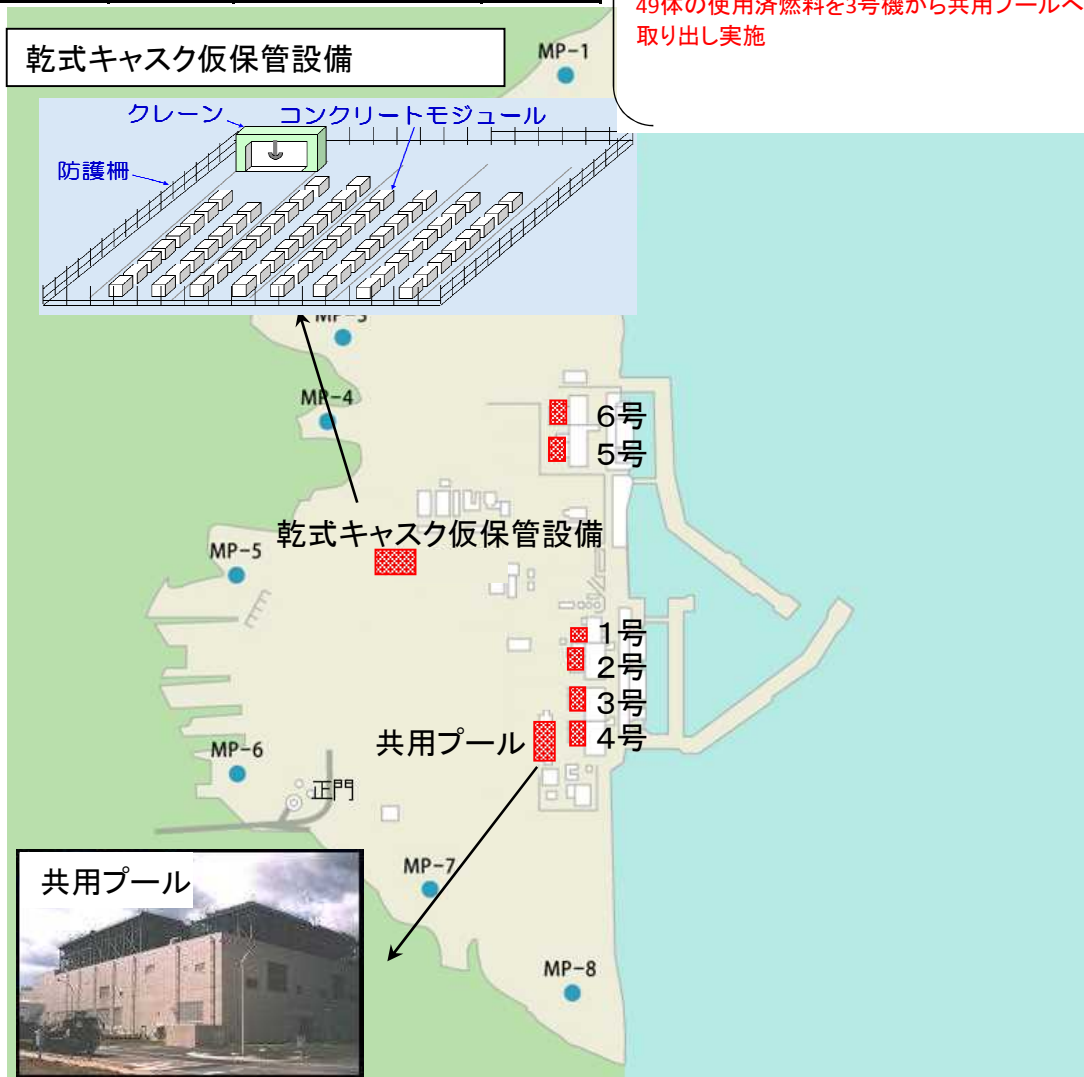 49体の使用済燃料を3号機から共用プールへ
取り出し実施
MP-1
乾式キャスク仮保管設備
クレーン
コンクリートモジュール
防護柵
MP-3
MP-4
6号
5号
乾式キャスク仮保管設備
MP-5
1号
2号
3号
4号
共用プール
MP-6
正門
MP-7
共用プール
MP-8